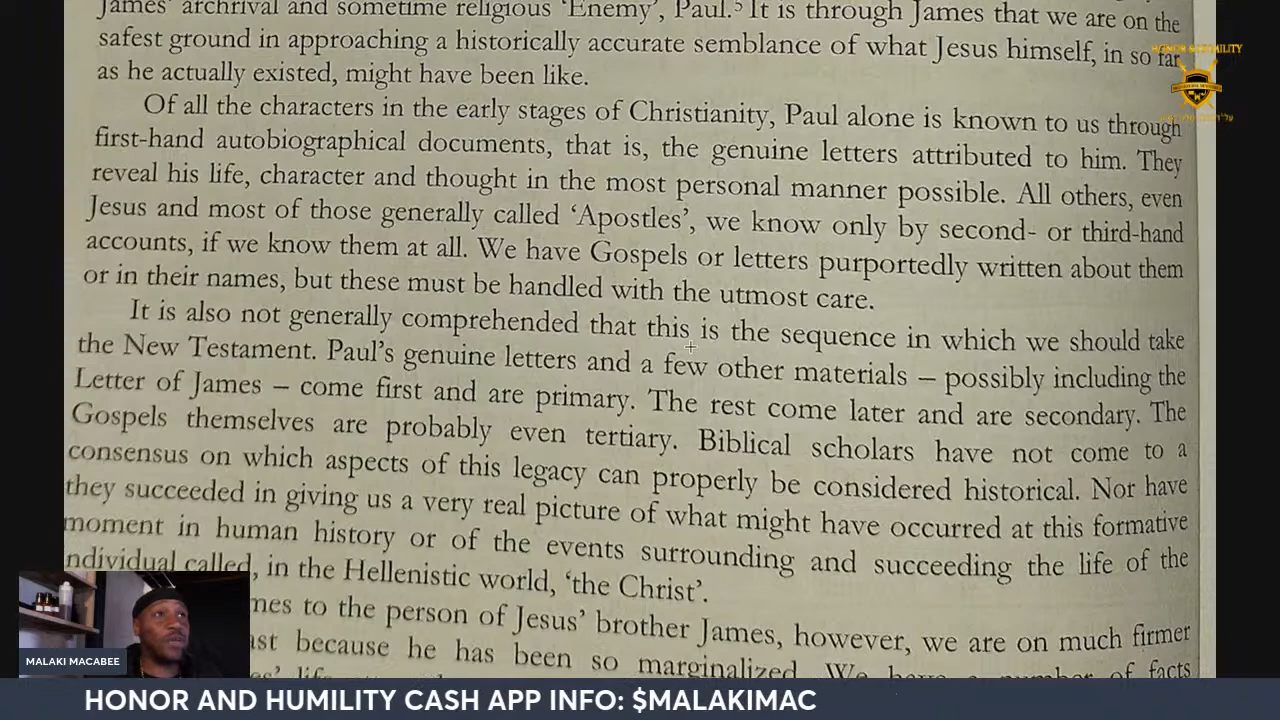 James' archrival and sometime religious 'Enemy', Paul.⁵ It is through James that we are on the
safest ground in approaching a historically accurate semblance of what Jesus himself, in so far
as he actually existed, might have been like.
Of all the characters in the early stages of Christianity, Paul alone is known to us through
first-hand autobiographical documents, that is, the genuine letters attributed to him. They
reveal his life, character and thought in the most personal manner possible. All others, even
Jesus and most of those generally called 'Apostles', we know only by second- or third-hand
accounts, if we know them at all. We have Gospels or letters purportedly written about them
or in their names, but these must be handled with the utmost care.
It is also not generally comprehended that this is the sequence in which we should take
the New Testament. Paul's genuine letters and a few other materials – possibly including the
Letter of James – come first and are primary. The rest come later and are secondary. The
Gospels themselves are probably even tertiary. Biblical scholars have not come to a
consensus on which aspects of this legacy can properly be considered historical. Nor have
they succeeded in giving us a very real picture of what might have occurred at this formative
moment in human history or of the events surrounding and succeeding the life of the
ndividual called, in the Hellenistic world, 'the Christ'.
mes to the person of Jesus' brother James, however, we are on much firmer
ast because he has been so marginalized. We have a number of facts
HONOR & HUMILITY
MALAKI MACABEE
HONOR AND HUMILITY CASH APP INFO: $MALAKIMAC